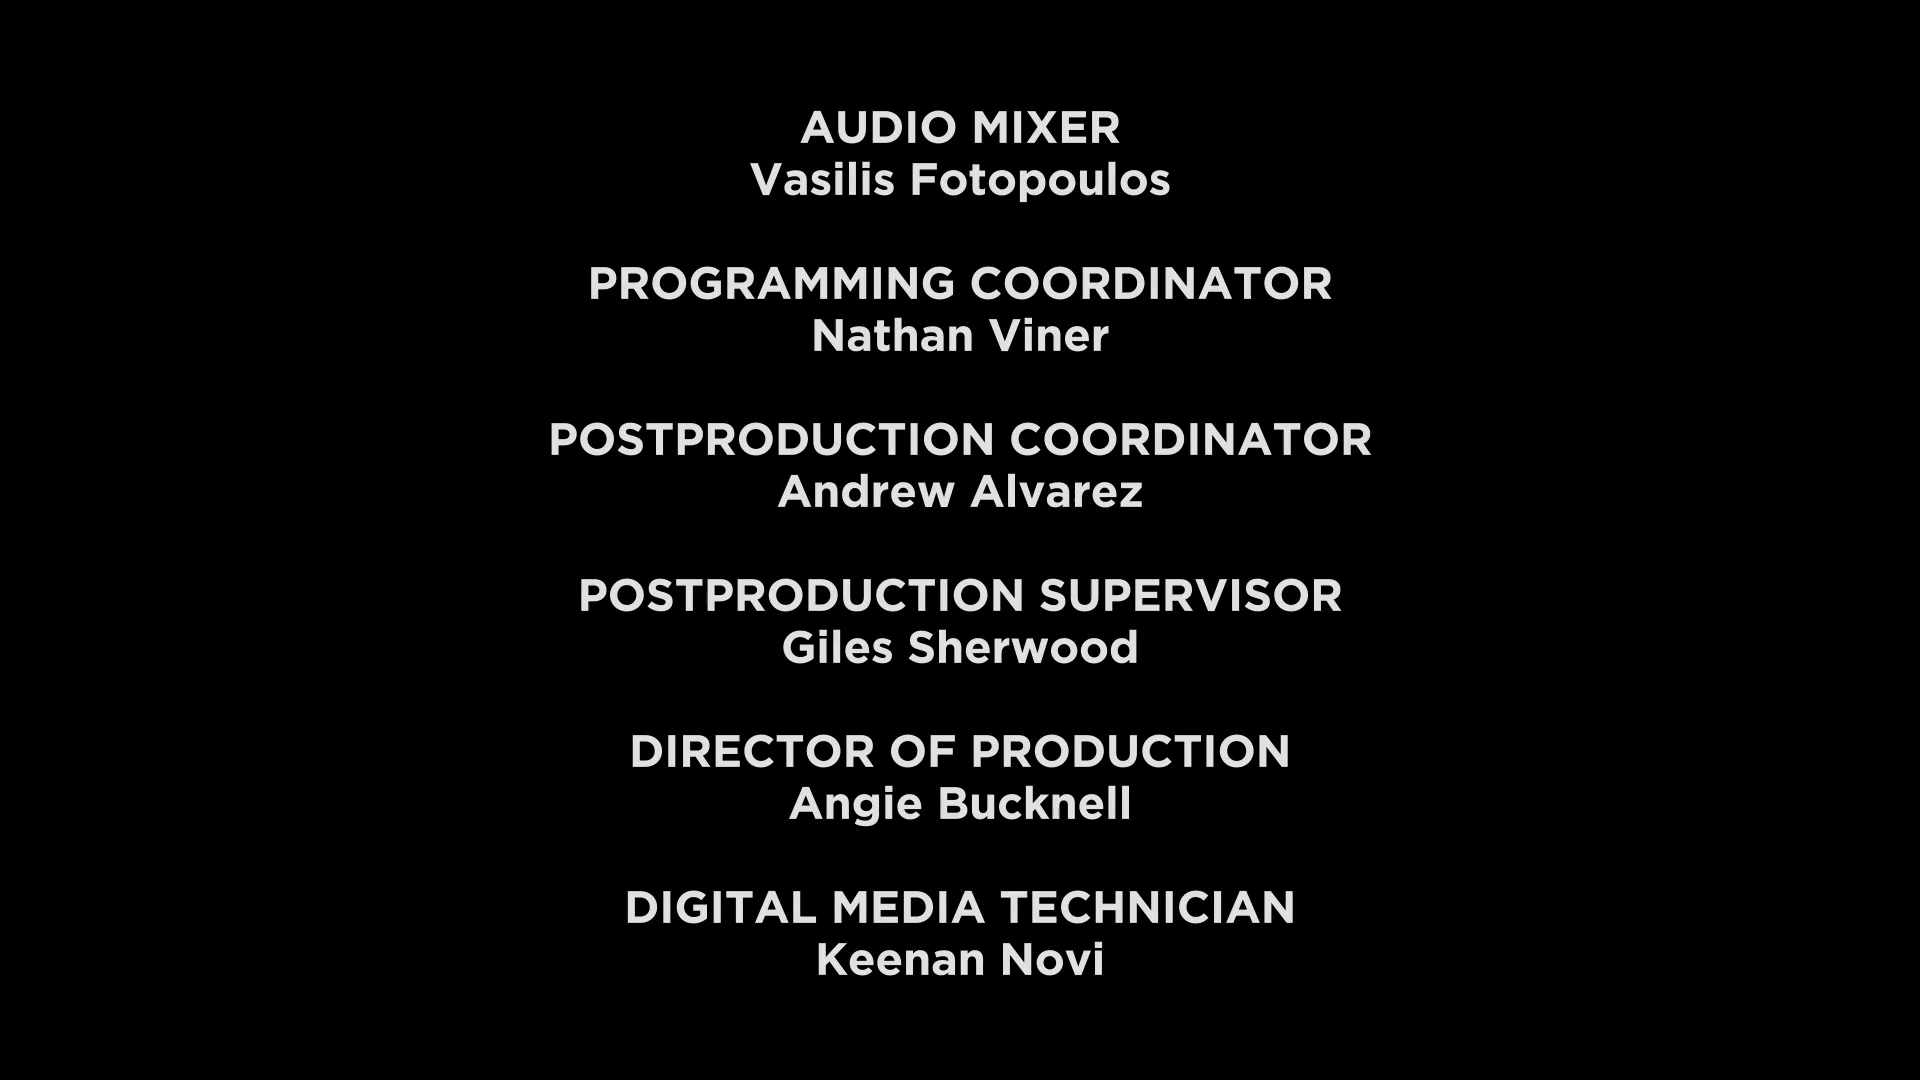 AUDIO MIXER
Vasilis Fotopoulos
PROGRAMMING COORDINATOR
Nathan Viner
POSTPRODUCTION COORDINATOR
Andrew Alvarez
POSTPRODUCTION SUPERVISOR
Giles Sherwood
DIRECTOR OF PRODUCTION
Angie Bucknell
DIGITAL MEDIA TECHNICIAN
Keenan Novi